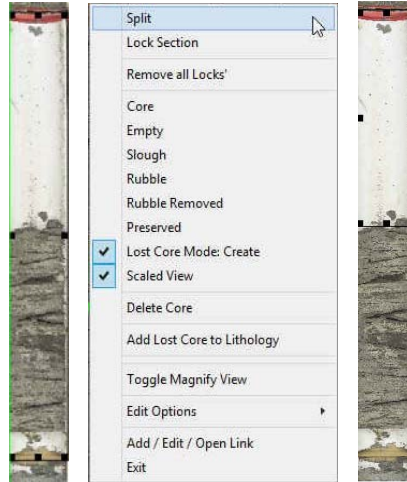 Split
Lock Section
Remove all Locks'
Core
Empty
Slough
Rubble
Rubble Removed
Preserved
Lost Core Mode: Create
Scaled View
Delete Core
Add Lost Core to Lithology
Toggle Magnify View
Edit Options
Add / Edit / Open Link
Exit